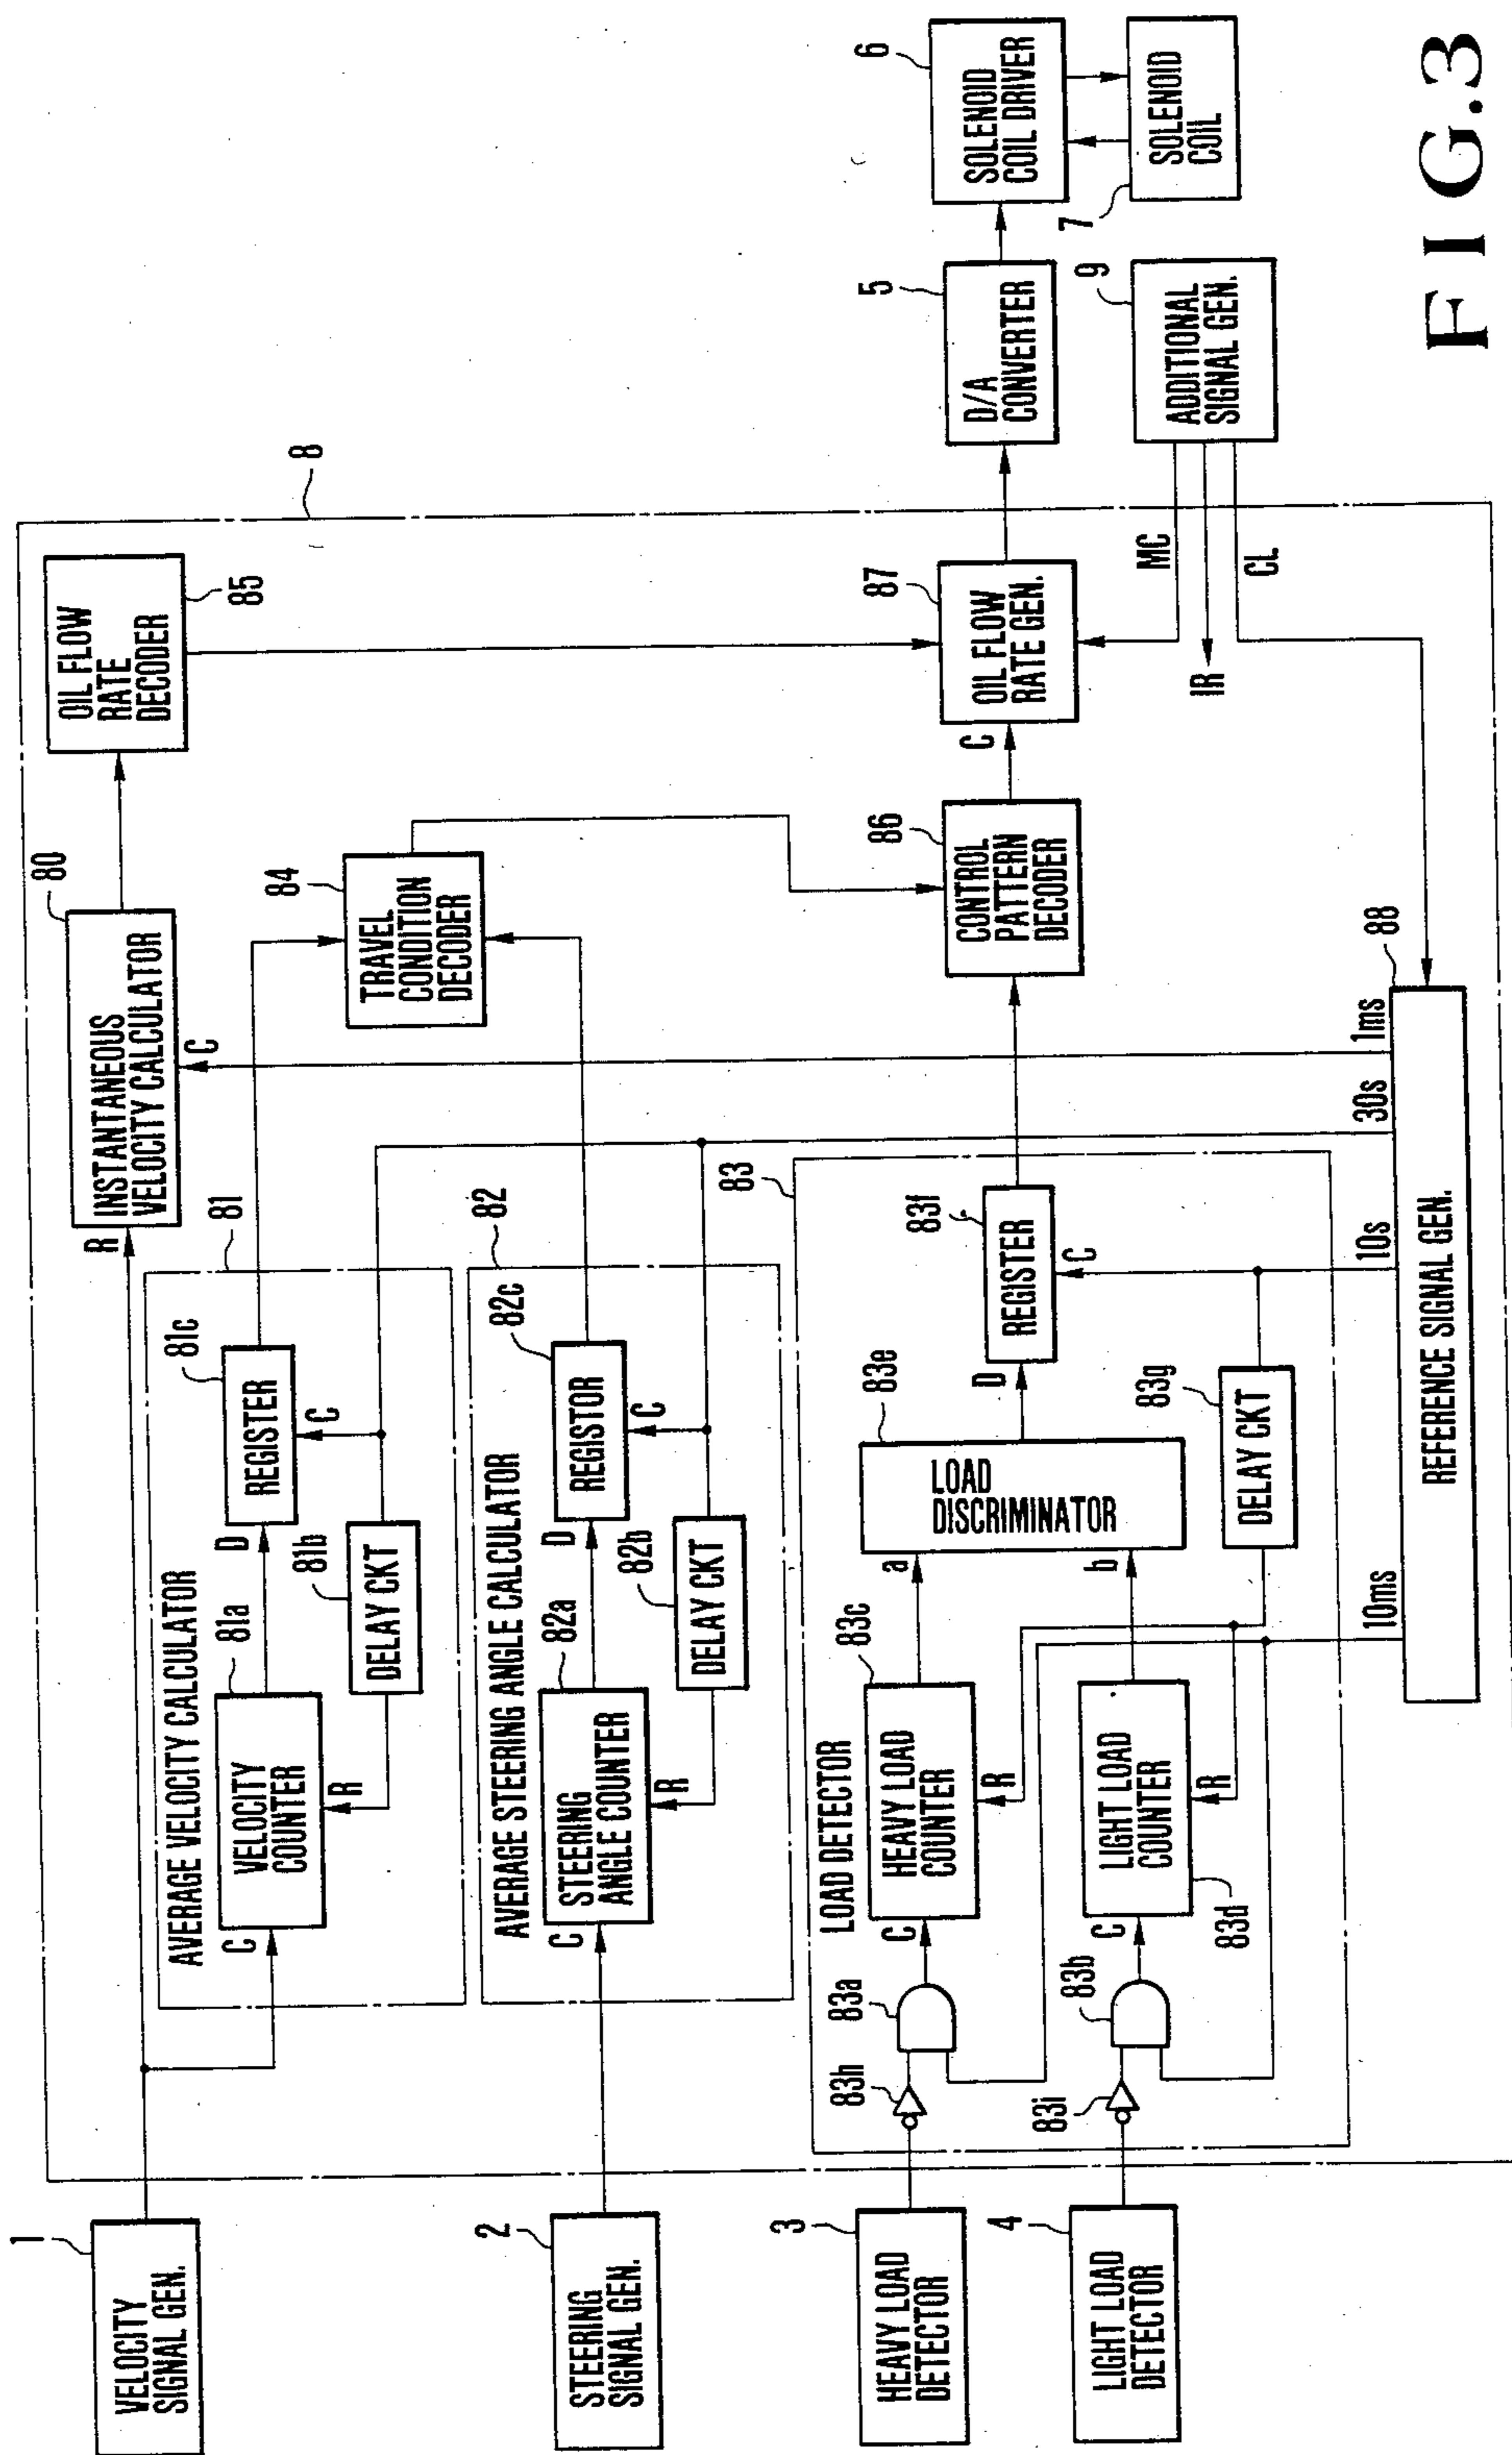 1
VELOCITY
SIGNAL GEN.
2
STEERING
SIGNAL GEN.
3
HEAVY LOAD
DETECTOR
4
LIGHT LOAD
DETECTOR
8
R
80
INSTANTANEOUS
VELOCITY CALCULATOR
C
OIL FLOW
RATE
DECODER
85
81
AVERAGE VELOCITY CALCULATOR
C
81a
VELOCITY
COUNTER
R
D
81b
DELAY CKT
81c
REGISTER
C
84
TRAVEL
CONDITION
DECODER
82
AVERAGE STEERING ANGLE CALCULATOR
C
82a
STEERING
ANGLE COUNTER
R
D
82b
DELAY CKT
82c
REGISTOR
C
83
LOAD DETECTOR
83h
83a
C
83c
HEAVY LOAD
COUNTER
R
a
83i
83b
C
LIGHT LOAD
COUNTER
83d
R
b
83e
LOAD
DISCRIMINATOR
D
83f
REGISTER
C
83g
DELAY CKT
86
CONTROL
PATTERN
DECODER
C
87
OIL FLOW
RATE GEN.
MC
IR
CL
10ms
10s
30s
1ms
88
REFERENCE SIGNAL GEN.
5
D/A
CONVERTER
6
SOLENOID
COIL DRIVER
7
SOLENOID
COIL
9
ADDITIONAL
SIGNAL GEN.
FIG.3